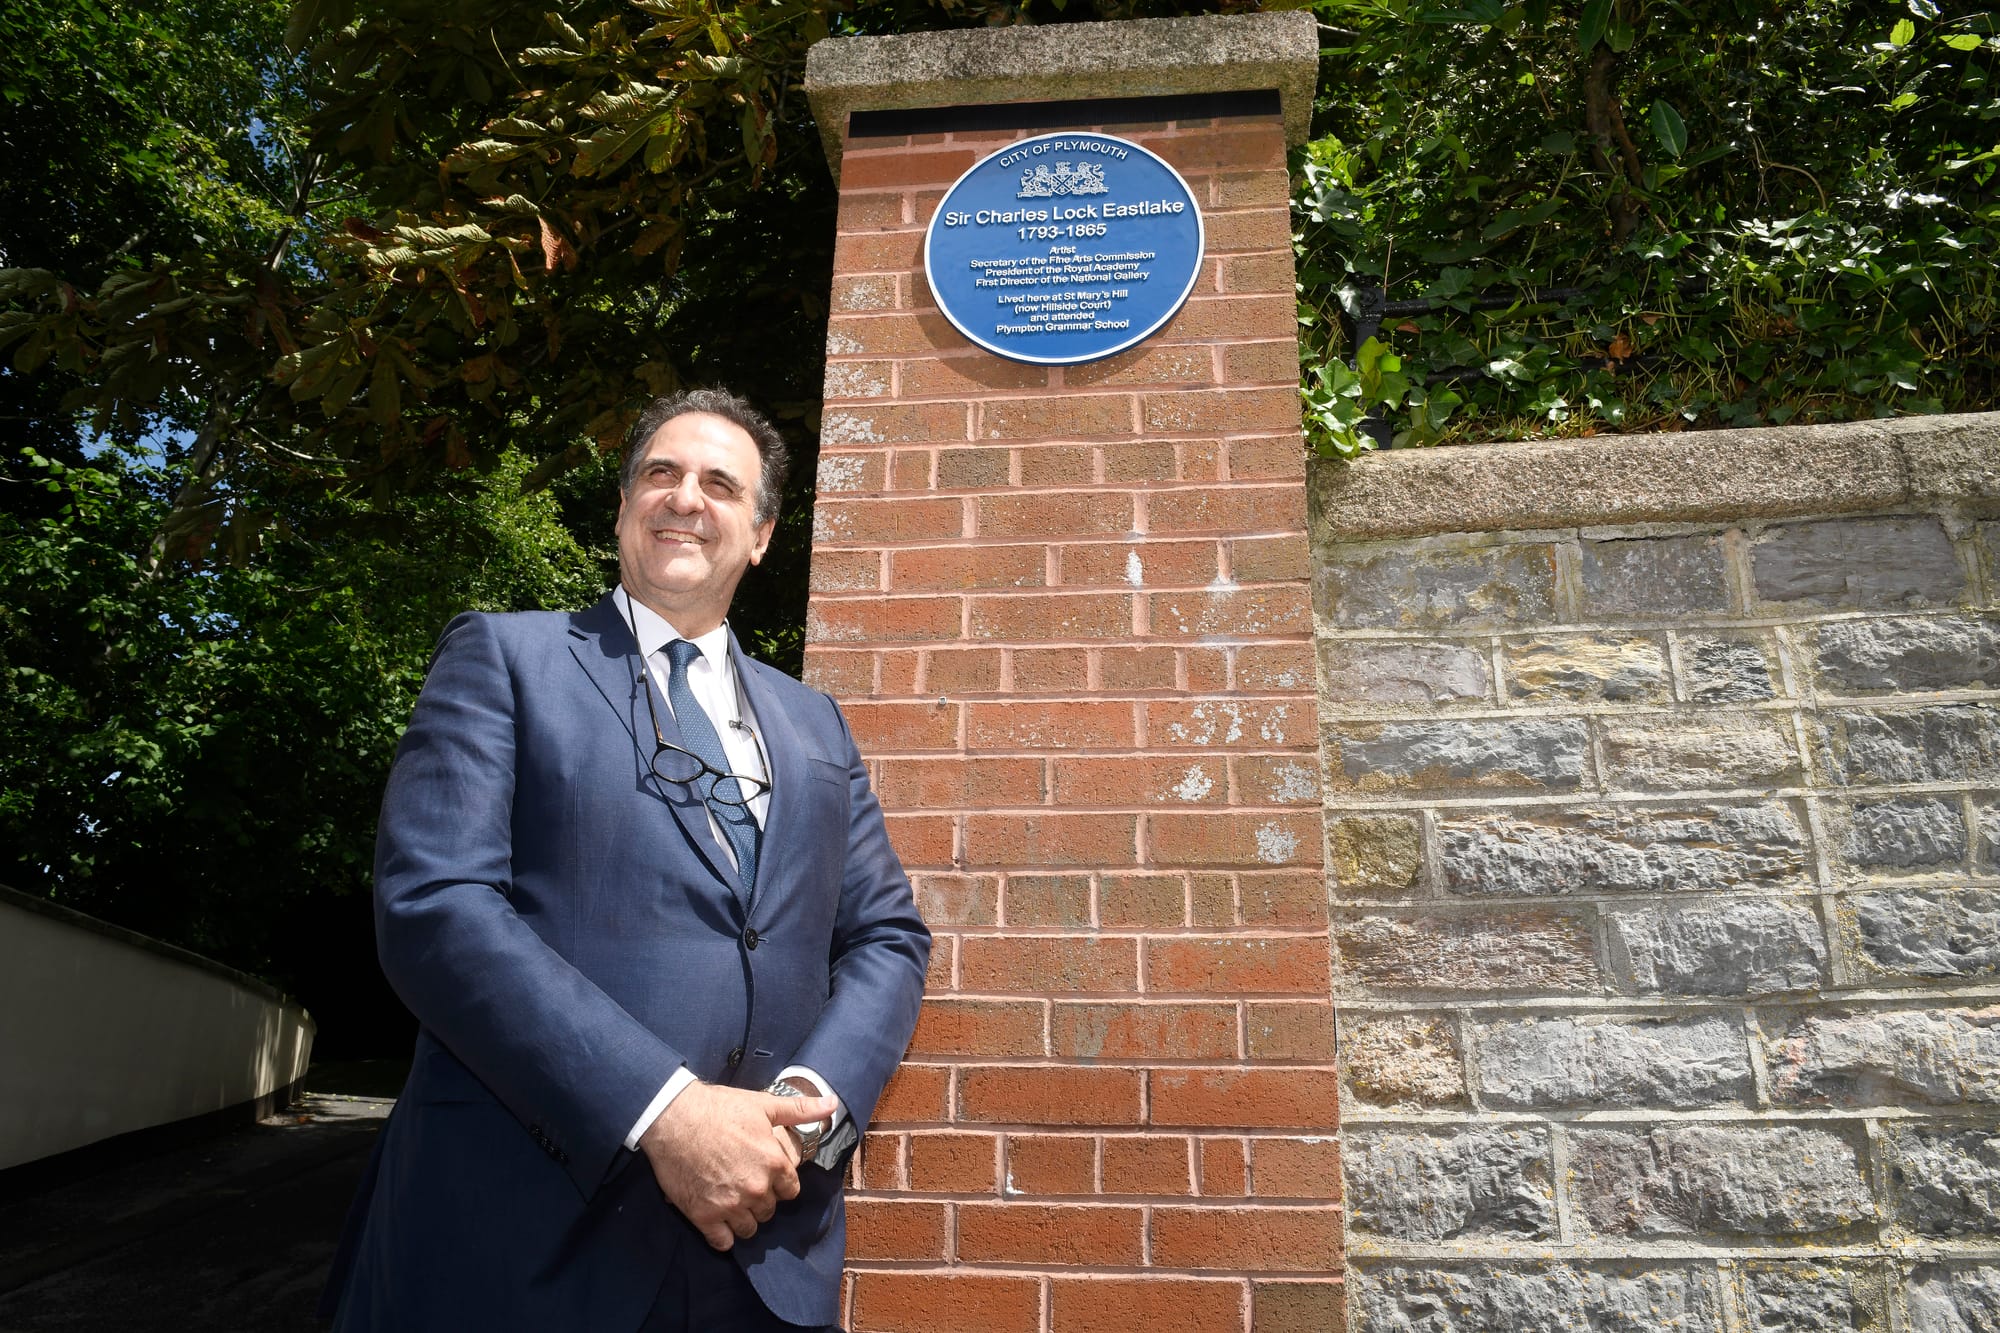 CITY OF PLYMOUTH
Sir Charles Lock Eastlake
1793-1865
Artist
Secretary of the Fine Arts Commission
President of the Royal Academy
First Director of the National Gallery
Lived here at St Mary's Hill
(now Hillside Court)
and attended
Plympton Grammar School